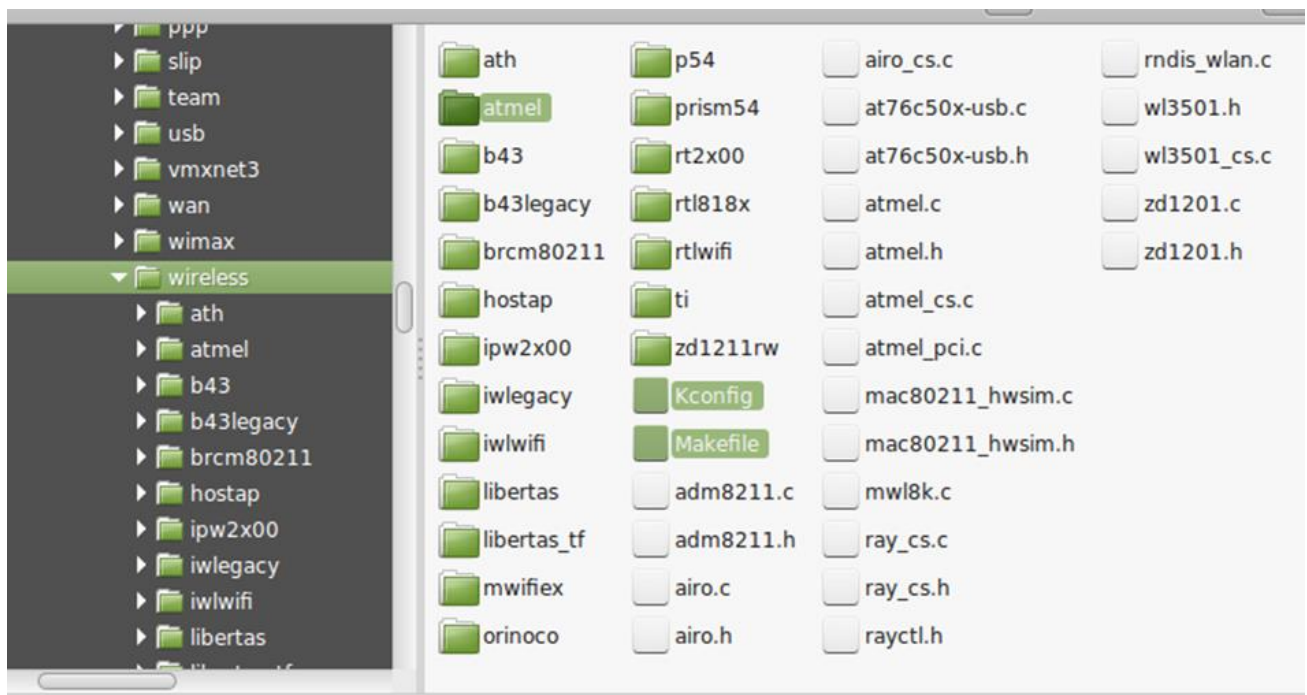 ppp
slip
team
usb
vmxnet3
wan
wimax
wireless
ath
atmel
b43
b43legacy
brcm80211
hostap
ipw2x00
iwlegacy
iwlwifi
libertas
ath
atmel
b43
b43legacy
brcm80211
hostap
ipw2x00
iwlegacy
iwlwifi
libertas
libertas_tf
mwifiex
orinoco
p54
prism54
rt2x00
rtl818x
rtlwifi
ti
zd1211rw
Kconfig
Makefile
adm8211.c
adm8211.h
airo.c
airo.h
airo_cs.c
at76c50x-usb.c
at76c50x-usb.h
atmel.c
atmel.h
atmel_cs.c
atmel_pci.c
mac80211_hwsim.c
mac80211_hwsim.h
mwl8k.c
ray_cs.c
ray_cs.h
rayctl.h
rndis_wlan.c
wl3501.h
wl3501_cs.c
zd1201.c
zd1201.h